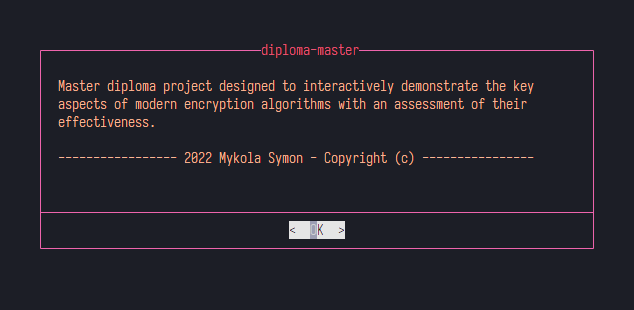 diploma-master
Master diploma project designed to interactively demonstrate the key
aspects of modern encryption algorithms with an assessment of their
effectiveness.
----------------- 2022 Mykola Symon - Copyright (c) ----------------
<  OK  >